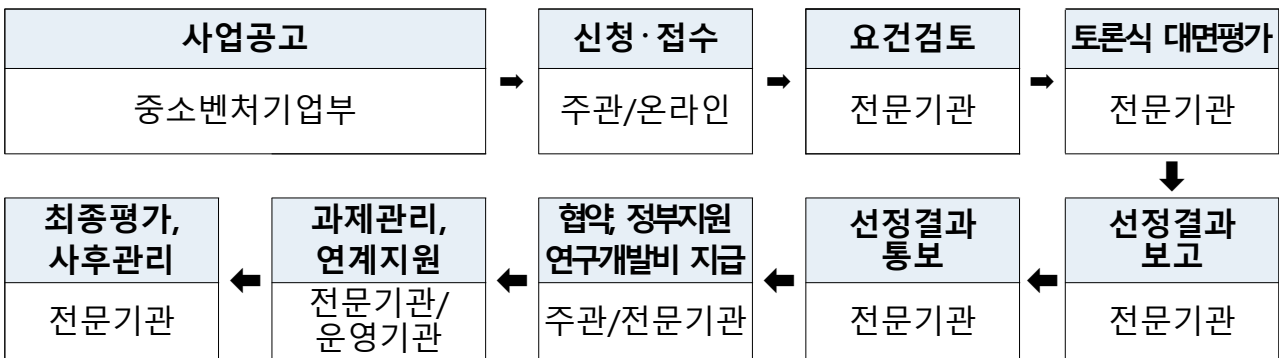 사업공고
중소벤처기업부
신청·접수
주관/온라인
요건검토
전문기관
토론식 대면평가
전문기관
최종평가,
사후관리
전문기관
과제관리,
연계지원
전문기관/
운영기관
협약, 정부지원
연구개발비 지급
주관/전문기관
선정결과
통보
전문기관
선정결과
보고
전문기관